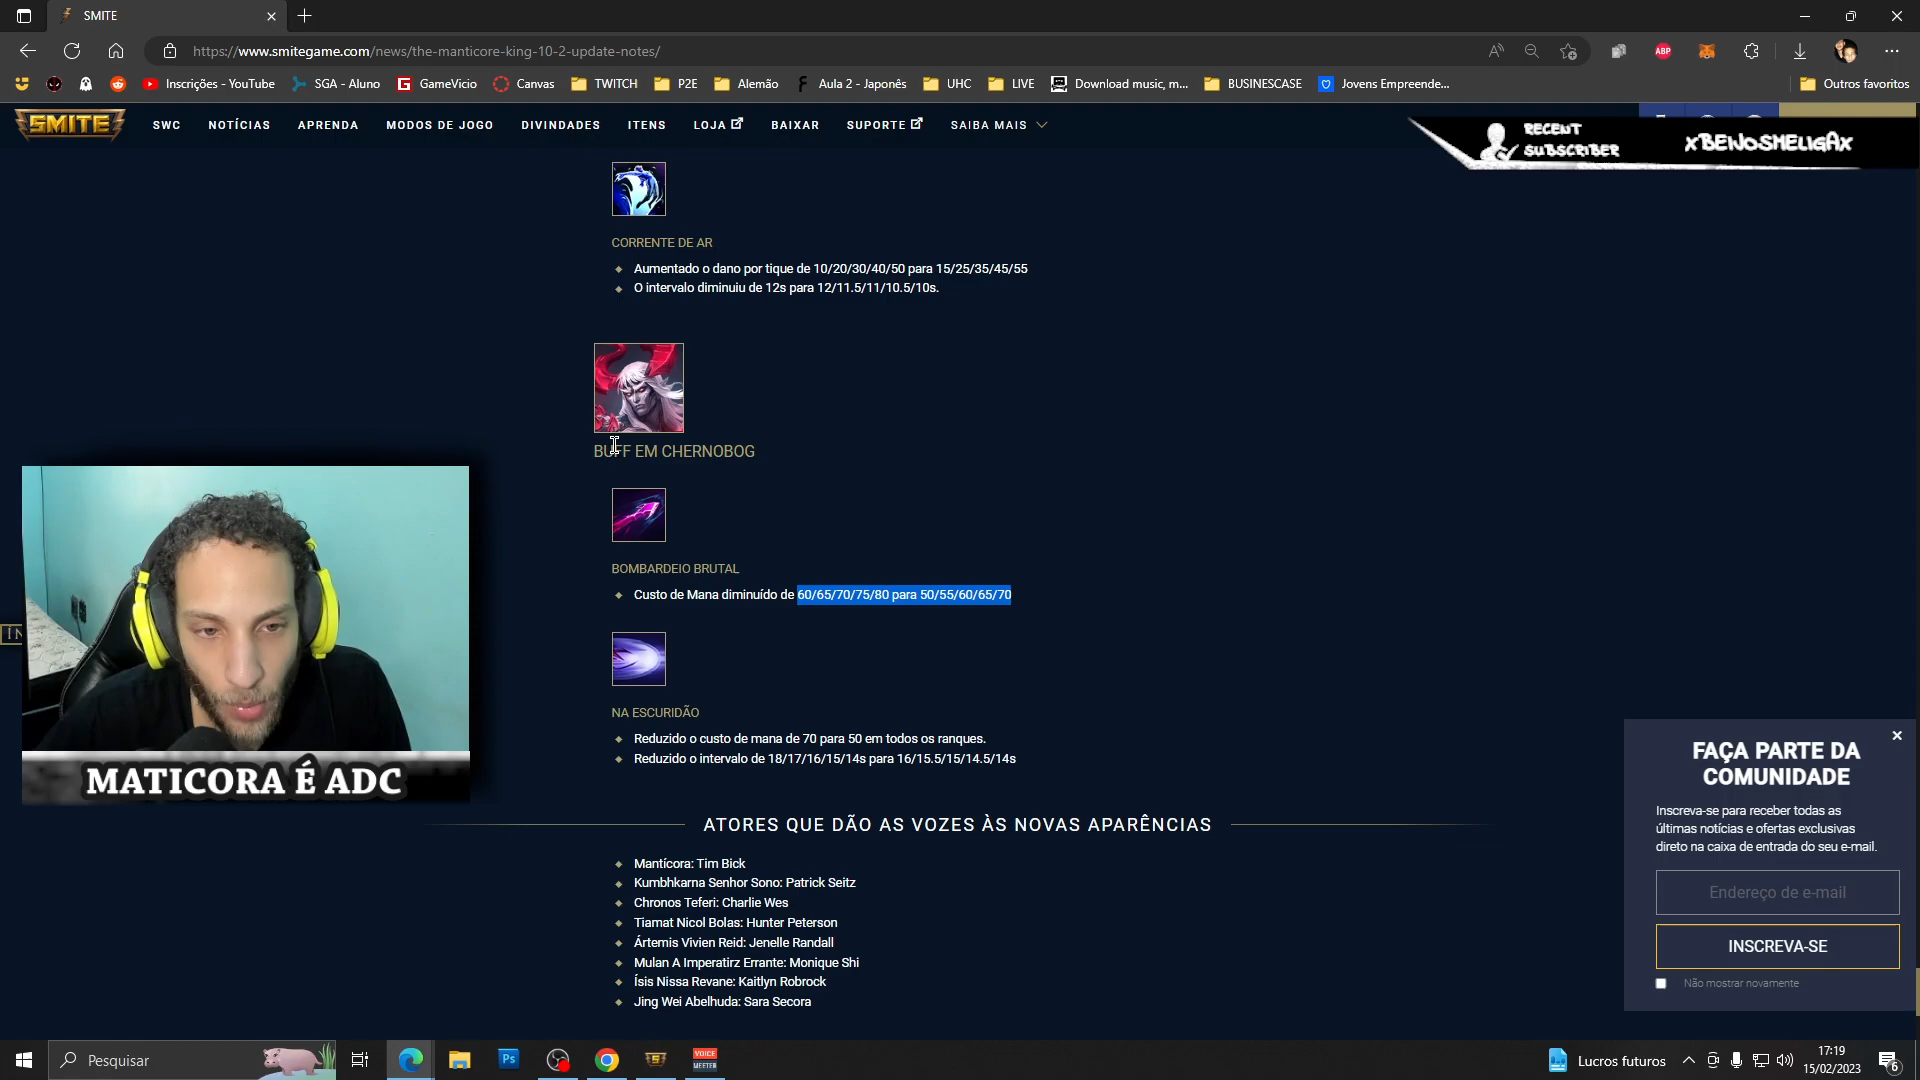 SMITE
https://www.smitegame.com/news/the-manticore-king-10-2-update-notes/
ABP
Inscrições - YouTube
SGA - Aluno
GameVicio
Canvas
TWITCH
P2E
Alemão
Aula 2 - Japonês
UHC
LIVE
Download music, m...
BUSINESCASE
Jovens Empreende...
Outros favoritos
SMITE
SWC
NOTÍCIAS
APRENDA
MODOS DE JOGO
DIVINDADES
ITENS
LOJA
BAIXAR
SUPORTE
SAIBA MAIS
RECENT
SUBSCRIBER
xBEIJOSMELIGAx
CORRENTE DE AR
Aumentado o dano por tique de 10/20/30/40/50 para 15/25/35/45/55
O intervalo diminuiu de 12s para 12/11.5/11/10.5/10s.
BUFF EM CHERNOBOG
BOMBARDEIO BRUTAL
Custo de Mana diminuído de 60/65/70/75/80 para 50/55/60/65/70
NA ESCURIDÃO
Reduzido o custo de mana de 70 para 50 em todos os ranques.
Reduzido o intervalo de 18/17/16/15/14s para 16/15.5/15/14.5/14s
MATICORA É ADC
ATORES QUE DÃO AS VOZES ÀS NOVAS APARÊNCIAS
Mantícora: Tim Bick
Kumbhkarna Senhor Sono: Patrick Seitz
Chronos Teferi: Charlie Wes
Tiamat Nicol Bolas: Hunter Peterson
Ártemis Vivien Reid: Jenelle Randall
Mulan A Imperatirz Errante: Monique Shi
Ísis Nissa Revane: Kaitlyn Robrock
Jing Wei Abelhuda: Sara Secora
FAÇA PARTE DA
COMUNIDADE
Inscreva-se para receber todas as
últimas notícias e ofertas exclusivas
direto na caixa de entrada do seu e-mail.
Endereço de e-mail
INSCREVA-SE
Não mostrar novamente
Pesquisar
Ps
VOICE
MEETER
Lucros futuros
17:19
15/02/2023
6